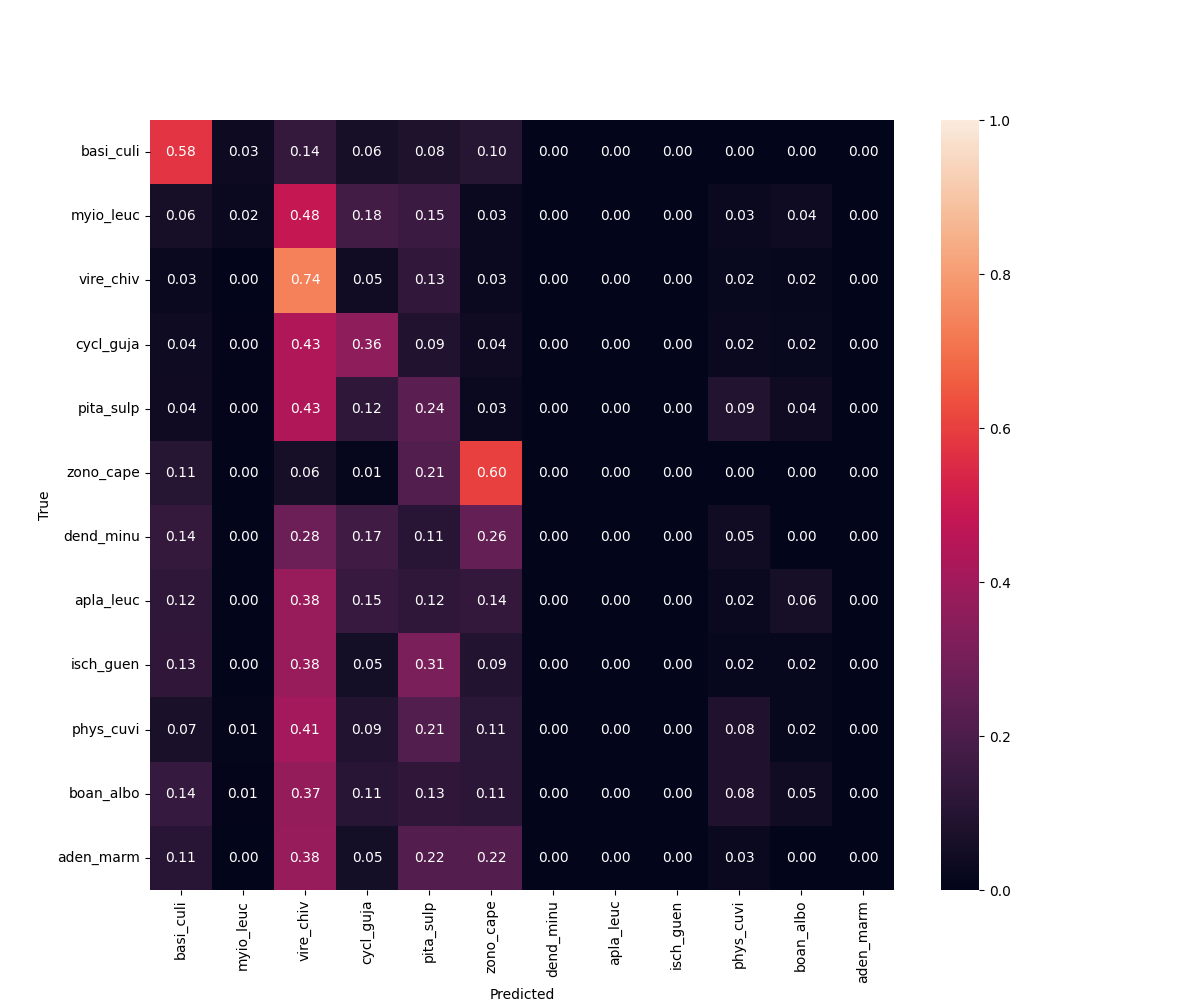 basi_culi 0.58 0.03 0.14 0.06 0.08 0.10 0.00 0.00 0.00 0.00 0.00 0.00
myio_leuc 0.06 0.02 0.48 0.18 0.15 0.03 0.00 0.00 0.00 0.03 0.04 0.00
vire_chiv 0.03 0.00 0.74 0.05 0.13 0.03 0.00 0.00 0.00 0.02 0.02 0.00
cycl_guja 0.04 0.00 0.43 0.36 0.09 0.04 0.00 0.00 0.00 0.02 0.02 0.00
pita_sulp 0.04 0.00 0.43 0.12 0.24 0.03 0.00 0.00 0.00 0.09 0.04 0.00
zono_cape 0.11 0.00 0.06 0.01 0.21 0.60 0.00 0.00 0.00 0.00 0.00 0.00
dend_minu 0.14 0.00 0.28 0.17 0.11 0.26 0.00 0.00 0.00 0.05 0.00 0.00
apla_leuc 0.12 0.00 0.38 0.15 0.12 0.14 0.00 0.00 0.00 0.02 0.06 0.00
isch_guen 0.13 0.00 0.38 0.05 0.31 0.09 0.00 0.00 0.00 0.02 0.02 0.00
phys_cuvi 0.07 0.01 0.41 0.09 0.21 0.11 0.00 0.00 0.00 0.08 0.02 0.00
boan_albo 0.14 0.01 0.37 0.11 0.13 0.11 0.00 0.00 0.00 0.08 0.05 0.00
aden_marm 0.11 0.00 0.38 0.05 0.22 0.22 0.00 0.00 0.00 0.03 0.00 0.00
True
basi_culi
myio_leuc
vire_chiv
cycl_guja
pita_sulp
zono_cape
dend_minu
apla_leuc
isch_guen
phys_cuvi
boan_albo
aden_marm
Predicted
1.0
0.8
0.6
0.4
0.2
0.0